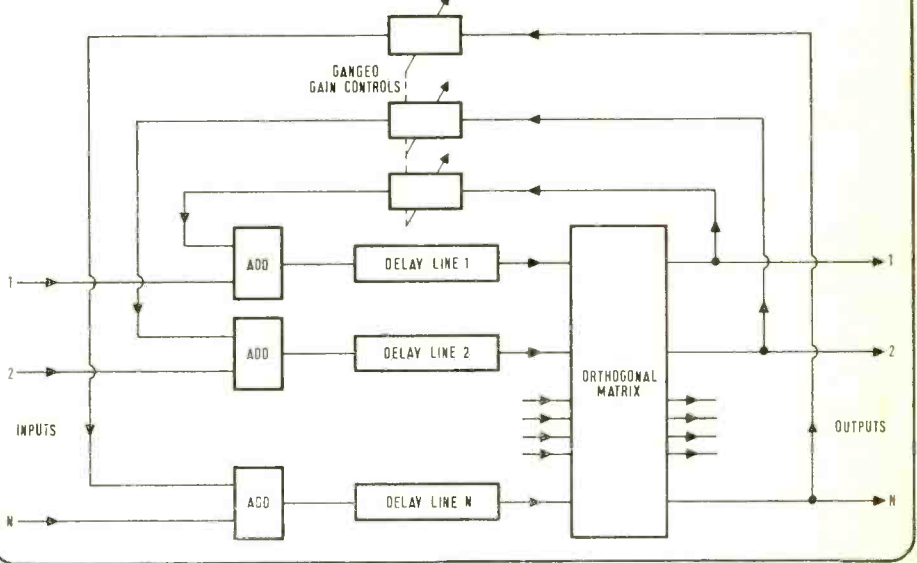 GANGED
GAIN CONTROLS
ADD
DELAY LINE 1
1
1
ADD
DELAY LINE 2
2
2
ORTHOGONAL
MATRIX
INPUTS
OUTPUTS
ADD
DELAY LINE N
N
N